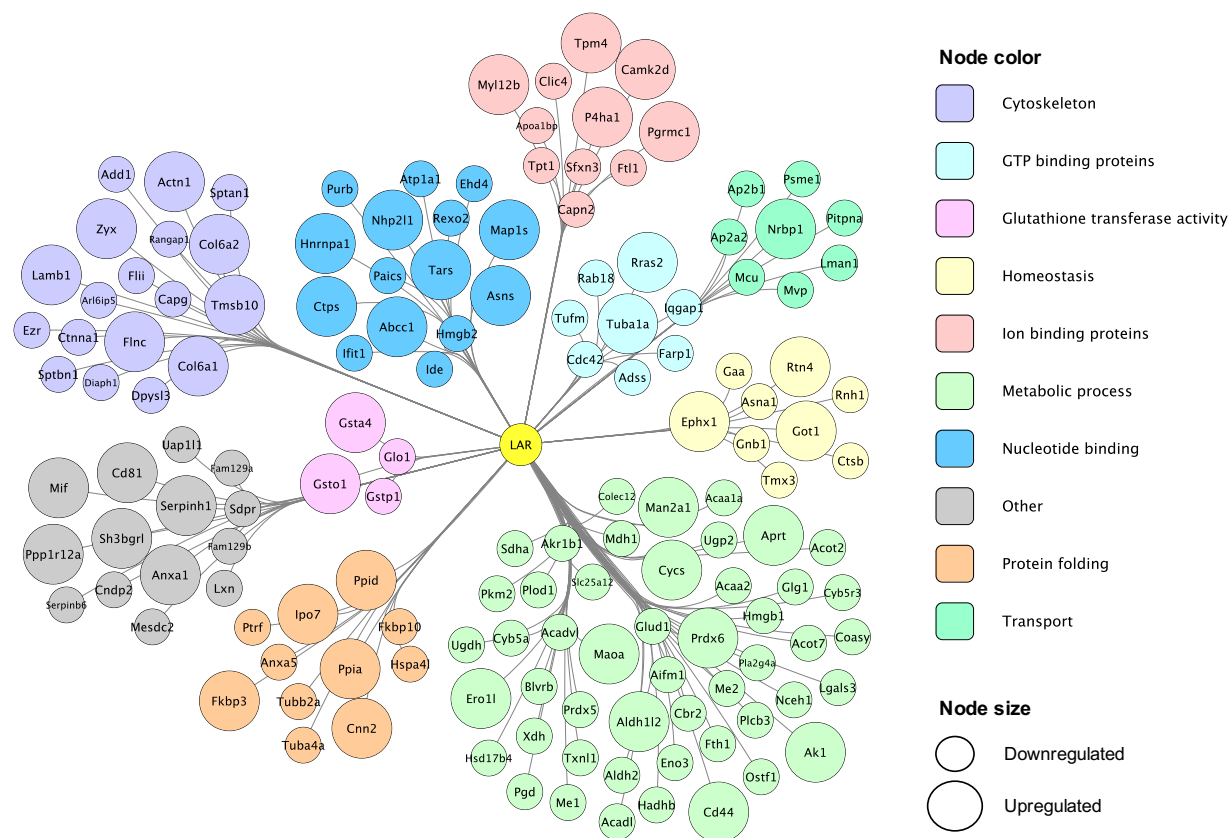 Node color
Cytoskeleton
GTP binding proteins
Glutathione transferase activity
Homeostasis
Ion binding proteins
Metabolic process
Nucleotide binding
Other
Protein folding
Transport
Node size
Downregulated
Upregulated
Tpm4
Camk2d
Clic4
Myl12b
P4ha1
Apoa1bp
Pgrmc1
Tpt1
Sfxn3
Ftl1
Capn2
Add1
Actn1
Sptan1
Zyx
Rangap1
Col6a2
Lamb1
Flii
Arl6ip5
Capg
Tmsb10
Ezr
Ctnna1
Flnc
Col6a1
Sptbn1
Diaph1
Dpysl3
Purb
Atp1a1
Ehd4
Nhp2l1
Rexo2
Map1s
Hnrnpa1
Paics
Tars
Asns
Ctps
Abcc1
Hmgb2
Ifit1
Ide
Rras2
Rab18
Tufm
Tuba1a
Iqgap1
Cdc42
Farp1
Adss
Psme1
Ap2b1
Pitpna
Nrbp1
Ap2a2
Lman1
Mcu
Mvp
Gaa
Rtn4
Asna1
Rnh1
Ephx1
Gnb1
Got1
Ctsb
Tmx3
LAR
Gsta4
Glo1
Gsto1
Gstp1
Uap1l1
Cd81
Fam129a
Mif
Serpinh1
Sdpr
Sh3bgrl
Ppp1r12a
Fam129b
Anxa1
Cndp2
Lxn
Serpinb6
Mesdc2
Ppid
Ipo7
Ptrf
Fkbp10
Anxa5
Ppia
Hspa4l
Fkbp3
Tubb2a
Cnn2
Tuba4a
Colec12
Man2a1
Acaa1a
Akr1b1
Mdh1
Ugp2
Aprt
Acot2
Sdha
Cycs
Slc25a12
Pkm2
Plod1
Acaa2
Glg1
Cyb5r3
Hmgb1
Ugdh
Cyb5a
Acadvl
Glud1
Prdx6
Acot7
Coasy
Maoa
Pla2g4a
Aifm1
Ero1l
Blvrb
Me2
Nceh1
Lgals3
Prdx5
Aldh1l2
Cbr2
Plcb3
Xdh
Fth1
Ak1
Hsd17b4
Txnl1
Eno3
Aldh2
Ostf1
Pgd
Me1
Hadhb
Cd44
Acadl